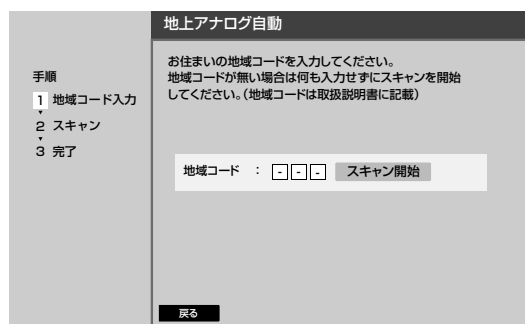 地上アナログ自動
手順
1 地域コード入力
2 スキャン
3 完了
お住まいの地域コードを入力してください。
地域コードが無い場合は何も入力せずにスキャンを開始
してください。(地域コードは取扱説明書に記載)
地域コード : - - - スキャン開始
戻る